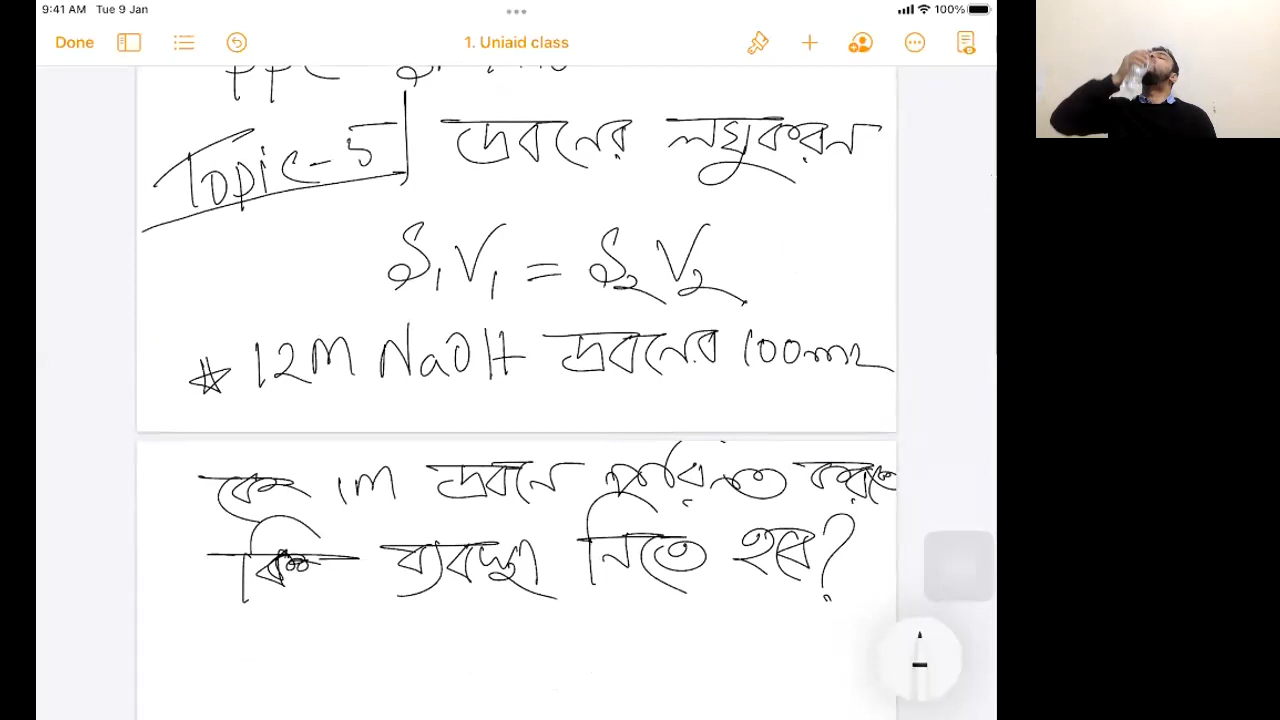 9:41 AM Tue 9 Jan
100%
Done
1. Uniaid class
Topic-5 দ্রবনের লঘুকরন
S₁V₁ = S₂V₂
* 12M NaOH দ্রবনের 100mL
কে 1M দ্রবনে পরিনত করতে
কি ব্যবস্থা নিতে হবে?